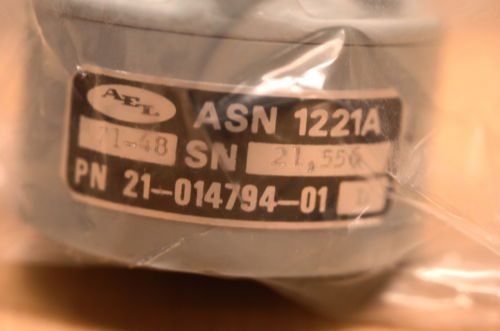 AEL ASN 1221A
71-48 SN 21,556
PN 21-014794-01